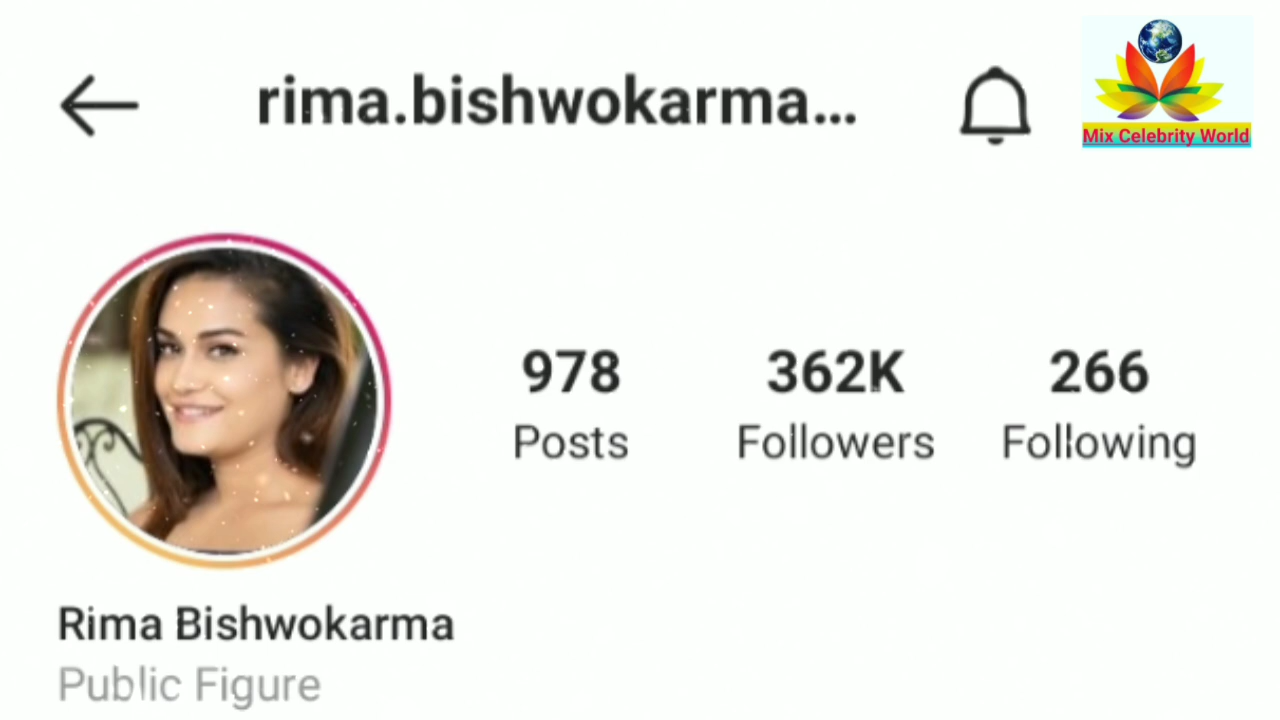 rima.bishwokarma...
Mix Celebrity World
978 362K 266
Posts Followers Following
Rima Bishwokarma
Public Figure